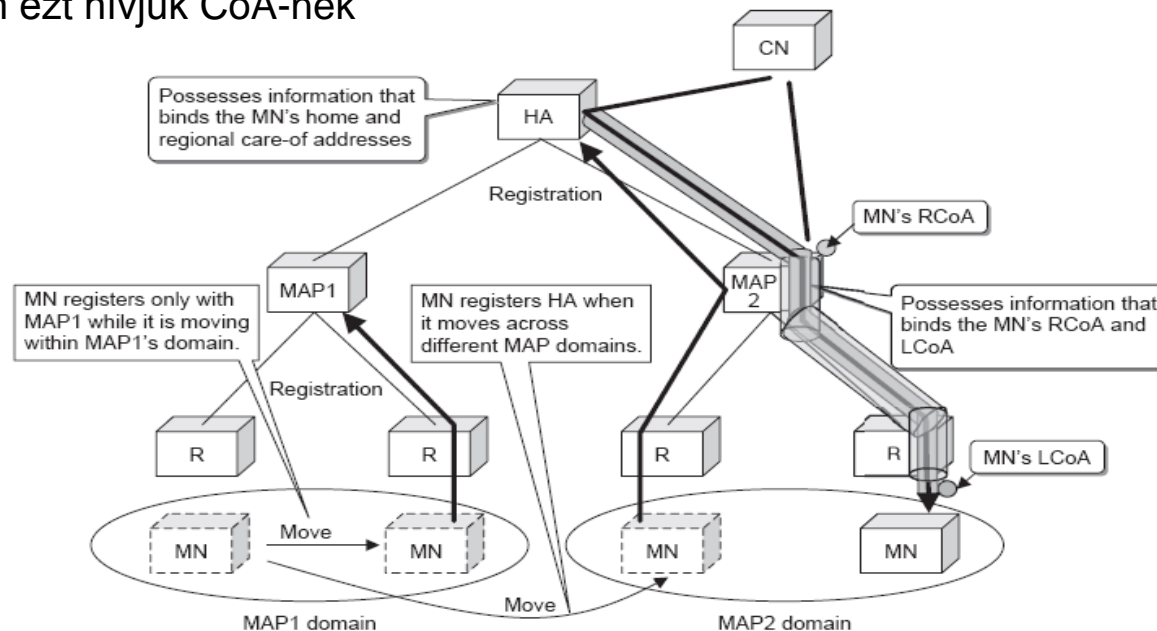 ezt hívjuk CoA-nek
CN
Possesses information that
binds the MN's home and
regional care-of addresses
HA
Registration
MN's RCoA
MAP1
MAP
2
MN registers only with
MAP1 while it is moving
within MAP1's domain.
MN registers HA when
it moves across
different MAP domains.
Possesses information that
binds the MN's RCoA and
LCoA
Registration
R
R
R
R
MN's LCoA
MN
Move
MN
MN
MN
Move
MAP1 domain
MAP2 domain